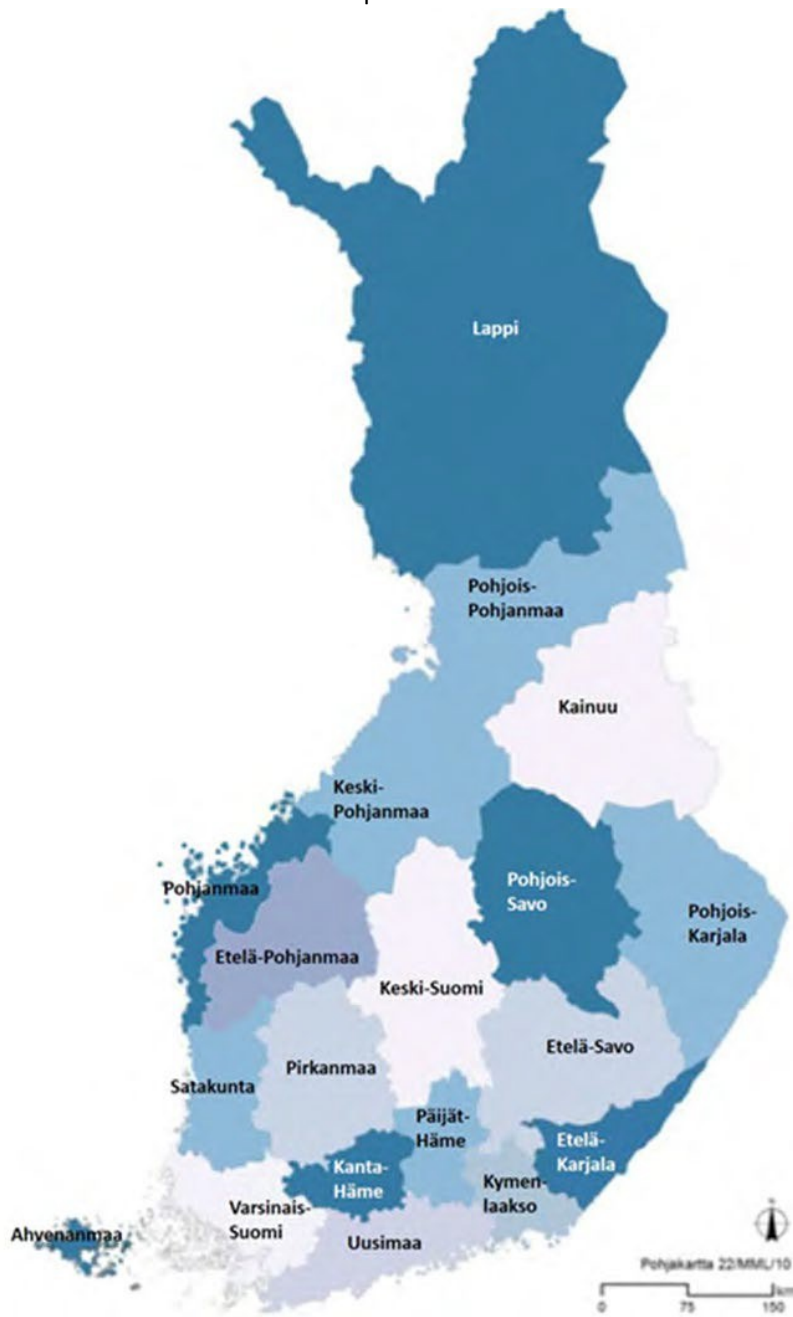 Lappi
Pohjois-
Pohjanmaa
Kainuu
Keski-
Pohjanmaa
Pohjanmaa
Pohjois-
Savo
Pohjois-
Karjala
Etelä-Pohjanmaa
Keski-Suomi
Etelä-Savo
Pirkanmaa
Satakunta
Päijät-
Häme
Etelä-
Karjala
Kanta-
Häme
Kymen-
laakso
Varsinais-
Suomi
Ahvenanmaa
Uusimaa
Pohjakartta 22/MML/10
km
0 75 150